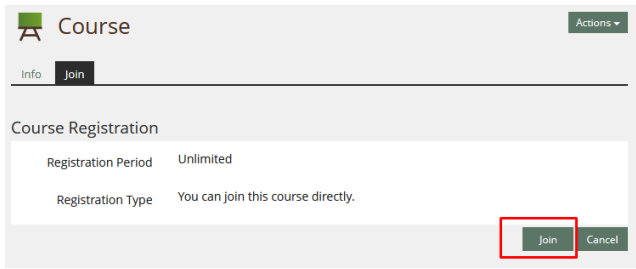 Course
Actions
Info Join
Course Registration
Registration Period Unlimited
Registration Type You can join this course directly.
Join Cancel